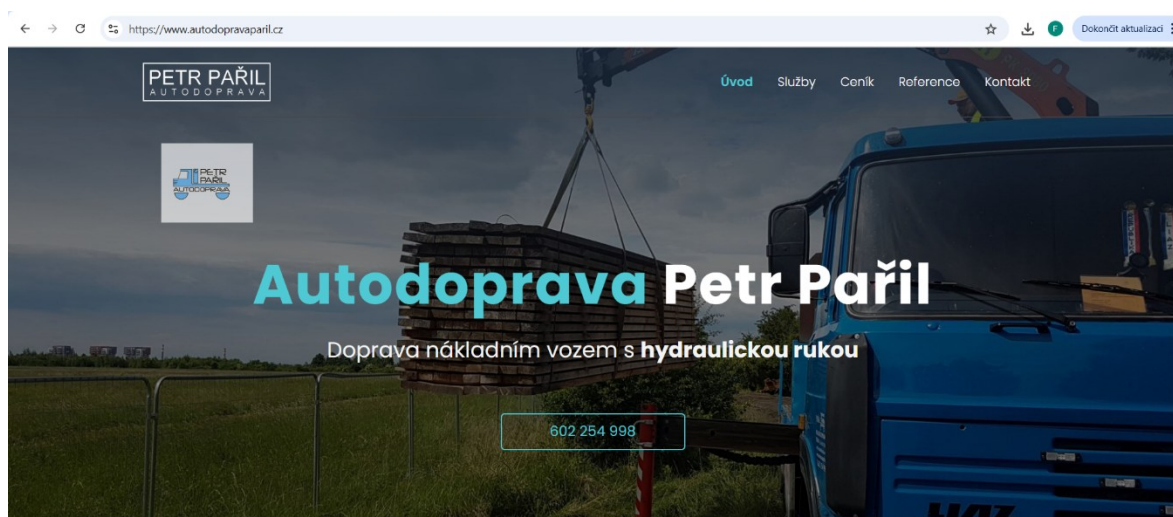 https://www.autodopravaparil.cz
F
Dokončit aktualizaci
PETR PAŘIL
AUTODOPRAVA
Úvod Služby Ceník Reference Kontakt
PETR
PAŘIL
AUTODOPRAVA
Autodoprava Petr Pařil
Doprava nákladním vozem s hydraulickou rukou
602 254 998
LIAZ